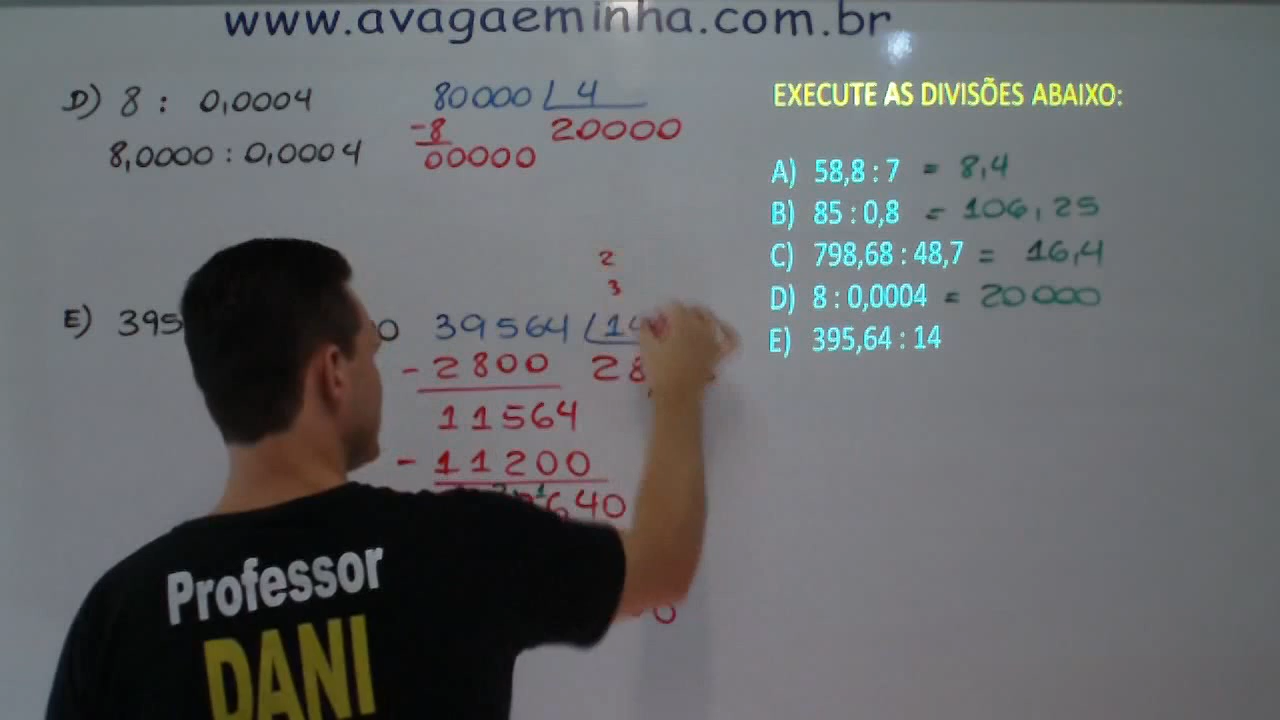 www.avagaeminha.com.br
D) 8 : 0,0004
8,0000 : 0,0004
80000 4
-8 20000
00000
EXECUTE AS DIVISÕES ABAIXO:
A) 58,8 : 7 = 8,4
B) 85 : 0,8 = 106,25
C) 798,68 : 48,7 = 16,4
D) 8 : 0,0004 = 20000
E) 395,64 : 14
2
3
E) 395
39564
- 2800
11564
- 11200
640
Professor
DANI